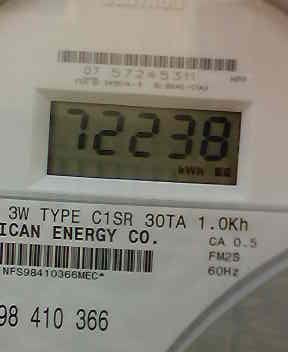 07 57245311
72238
kWh
3W TYPE C1SR 30TA 1.0Kh
ICAN ENERGY CO.
CA 0.5
FM2S
60Hz
NFS98410366MEC*
98 410 366